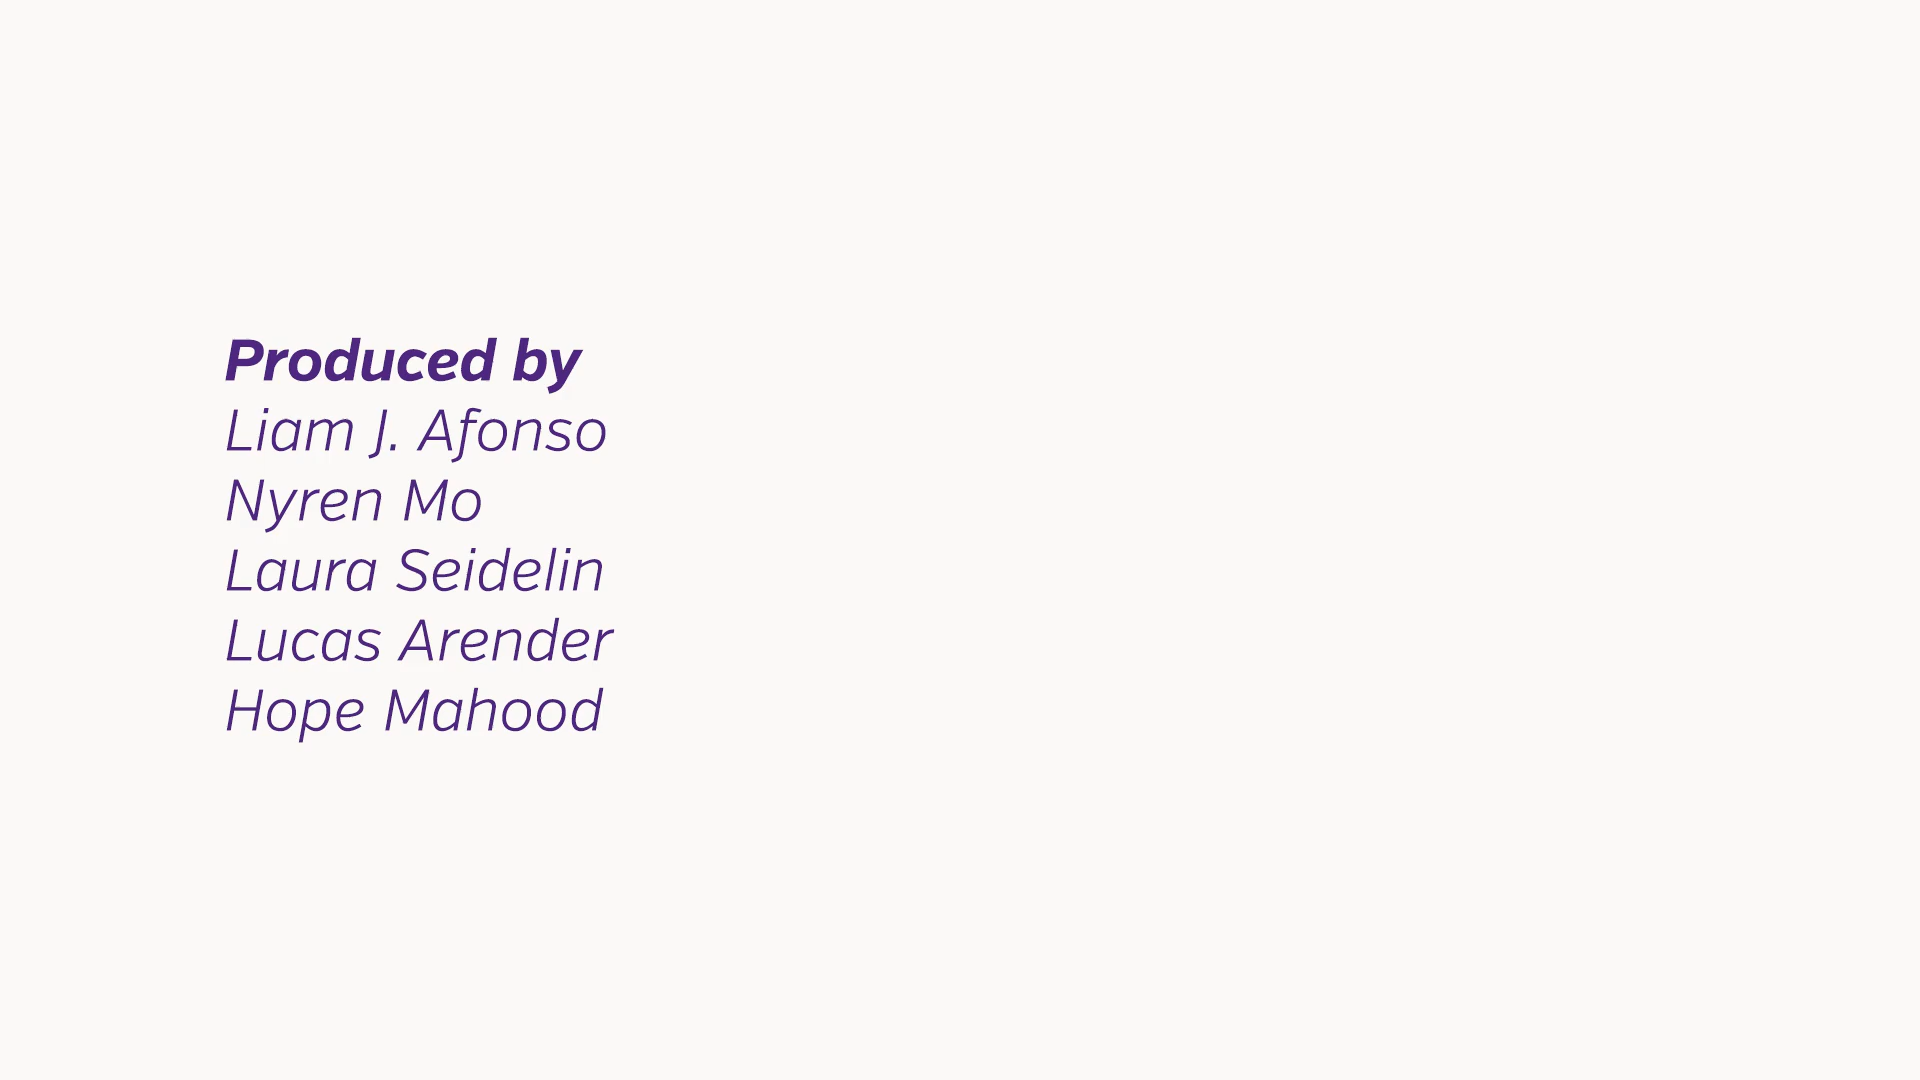 Produced by
Liam J. Afonso
Nyren Mo
Laura Seidelin
Lucas Arender
Hope Mahood